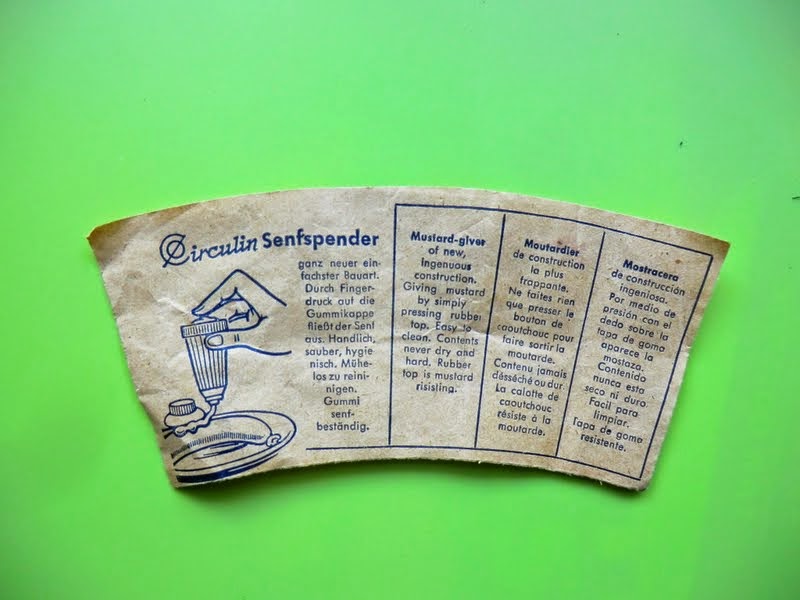 Circulin Senfspender
ganz neuer ein-
fachster Bauart.
Durch Finger-
druck auf die
Gummikappe
fließt der Senf
aus. Handlich,
sauber, hygie
nisch. Mühe-
los zu reini-
nigen.
Gummi
senf-
beständig.
Mustard-giver
of new,
Ingenuous
construction.
Giving mustard
by simply
pressing rubber
top. Easy to
clean. Contents
never dry and
hard. Rubber
top is mustard
risisting.
Moutardier
de construction
la plus
frappante.
Ne faites rien
que presser le
bouton de
caoutchouc pour
faire sortir la
moutarde.
Contenu jamais
désséché ou dur.
La calotte de
caoutchouc
résiste à la
moutarde.
Mostracera
de construcción
ingeniosa.
Por medio de
presión con el
dedo sobre la
tapa de goma
aparece la
mostaza.
Contenido
nunca esta
seco ni duro.
Facil para
limpiar.
Tapa de goma
resistente.